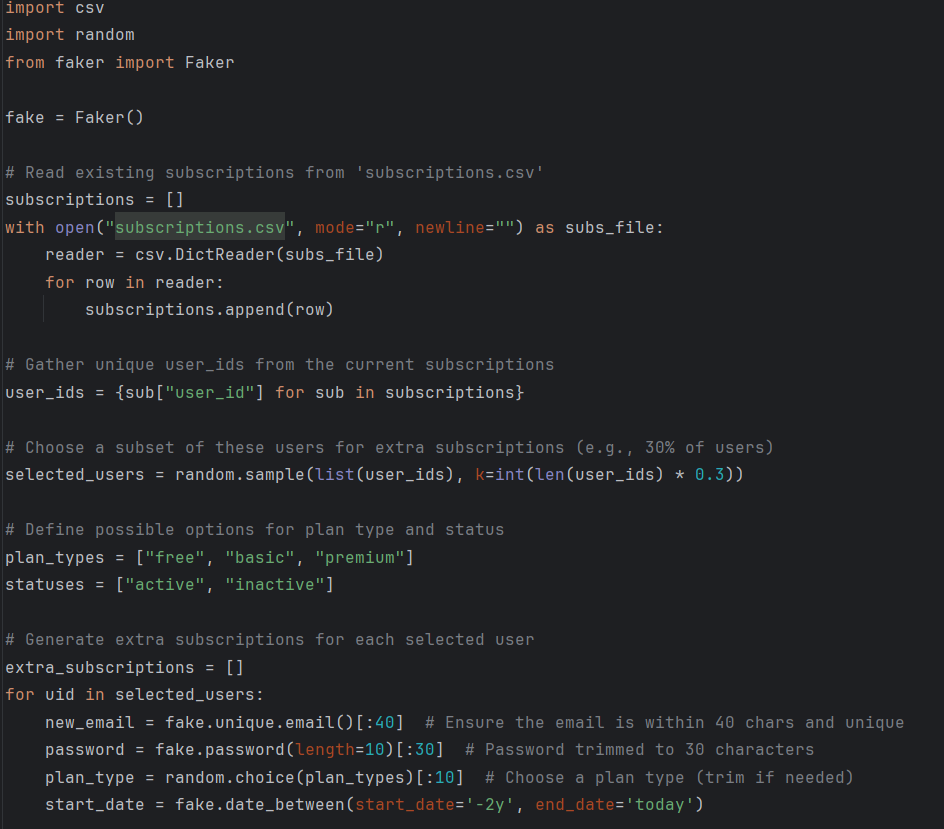 import csv
import random
from faker import Faker
fake = Faker()
# Read existing subscriptions from 'subscriptions.csv'
subscriptions = []
with open("subscriptions.csv", mode="r", newline="") as subs_file:
    reader = csv.DictReader(subs_file)
    for row in reader:
        subscriptions.append(row)
# Gather unique user_ids from the current subscriptions
user_ids = {sub["user_id"] for sub in subscriptions}
# Choose a subset of these users for extra subscriptions (e.g., 30% of users)
selected_users = random.sample(list(user_ids), k=int(len(user_ids) * 0.3))
# Define possible options for plan type and status
plan_types = ["free", "basic", "premium"]
statuses = ["active", "inactive"]
# Generate extra subscriptions for each selected user
extra_subscriptions = []
for uid in selected_users:
    new_email = fake.unique.email()[:40]  # Ensure the email is within 40 chars and unique
    password = fake.password(length=10)[:30]  # Password trimmed to 30 characters
    plan_type = random.choice(plan_types)[:10]  # Choose a plan type (trim if needed)
    start_date = fake.date_between(start_date='-2y', end_date='today')